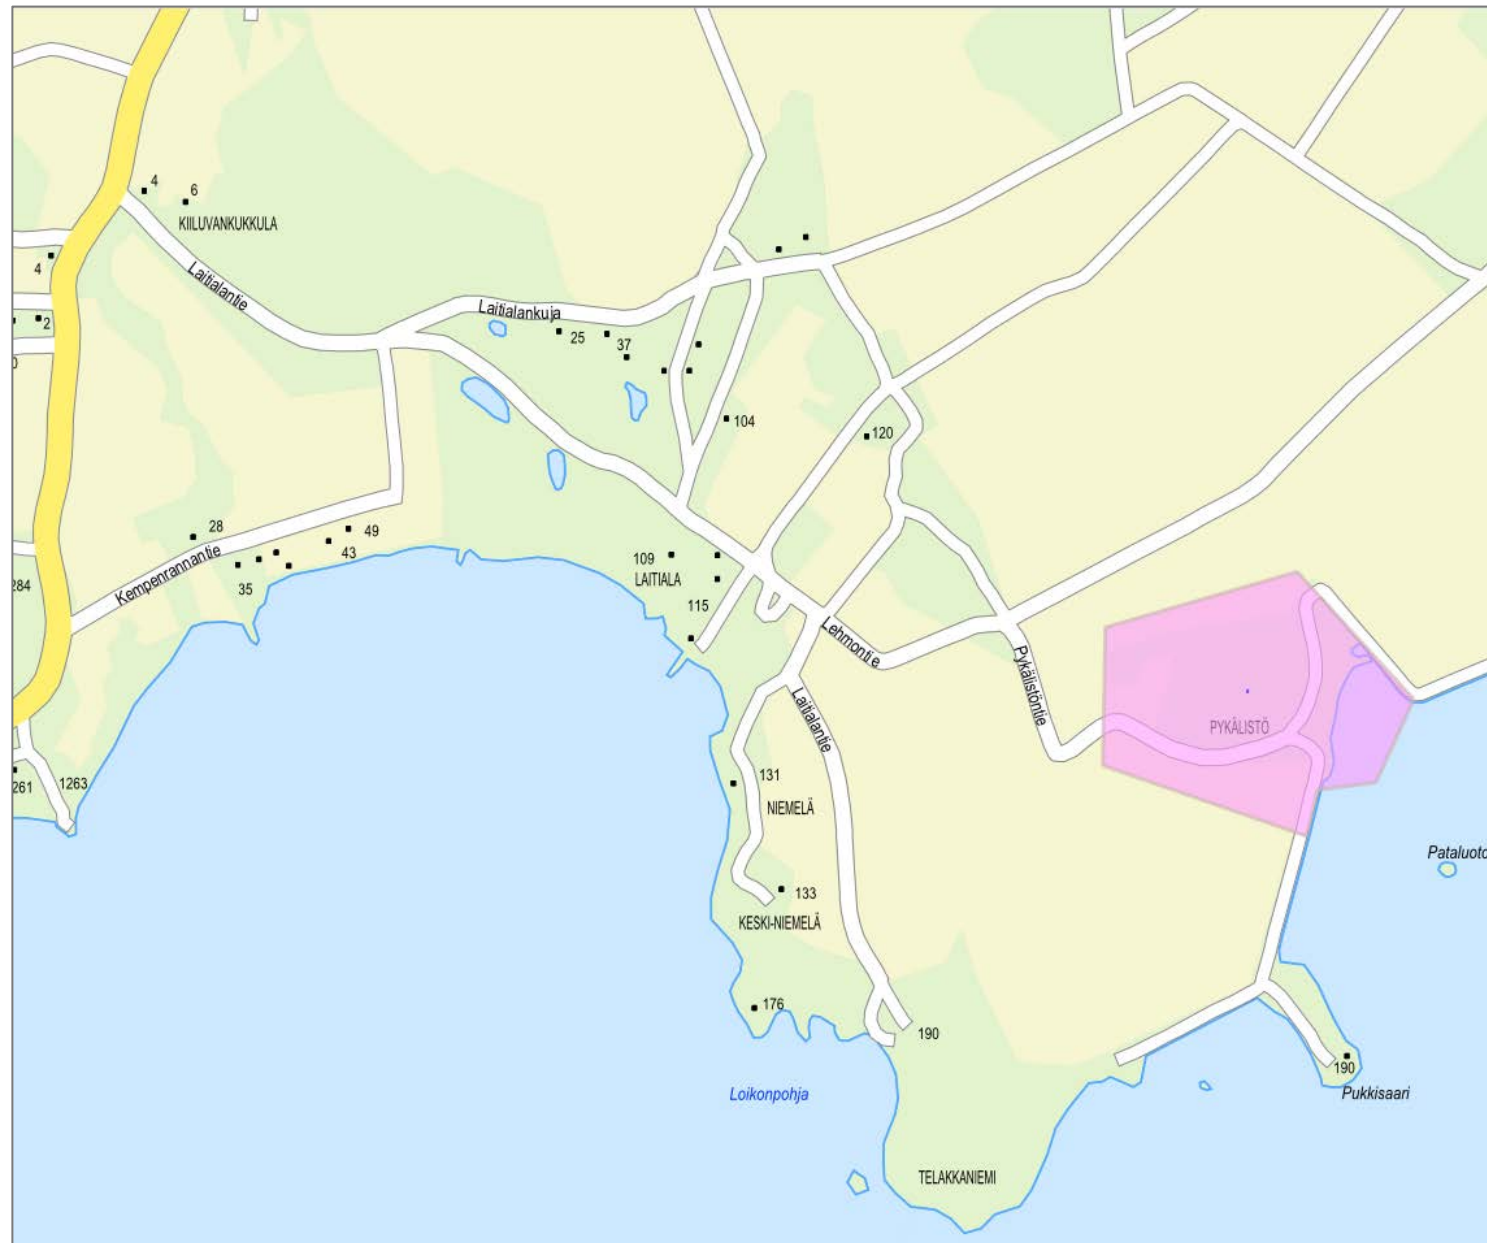 4
6
KIILUVANKUKKULA
4
Laitialantie
2
Laitialankuja
25
37
104
120
28
49
43
Kempenrannantie
35
109
LAITIALA
284
115
Lehmontie
Pykälistöntie
Laitialantie
PYKÄLISTÖ
131
1263
261
NIEMELÄ
Pataluoto
133
KESKI-NIEMELÄ
176
190
190
Loikonpohja
Pukkisaari
TELAKKANIEMI